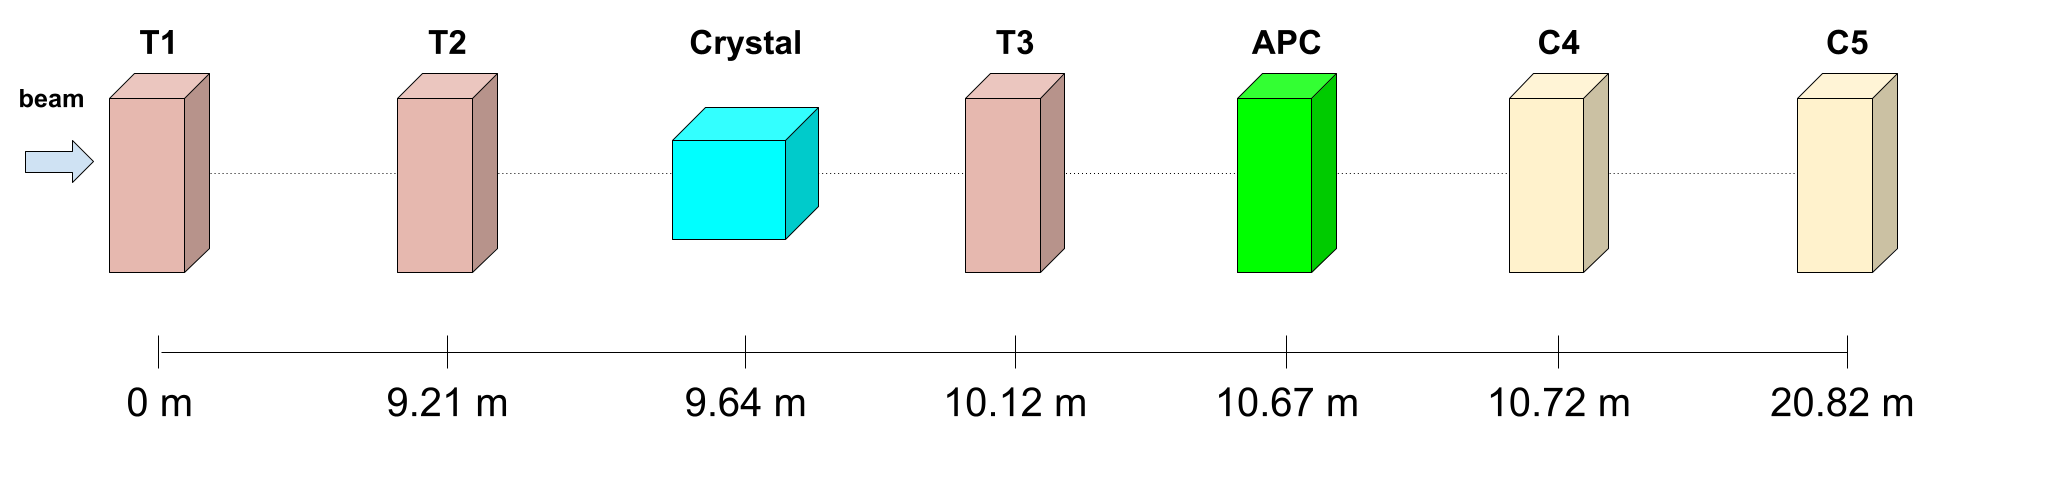 T1 T2 Crystal T3 APC C4 C5
beam
0 m 9.21 m 9.64 m 10.12 m 10.67 m 10.72 m 20.82 m